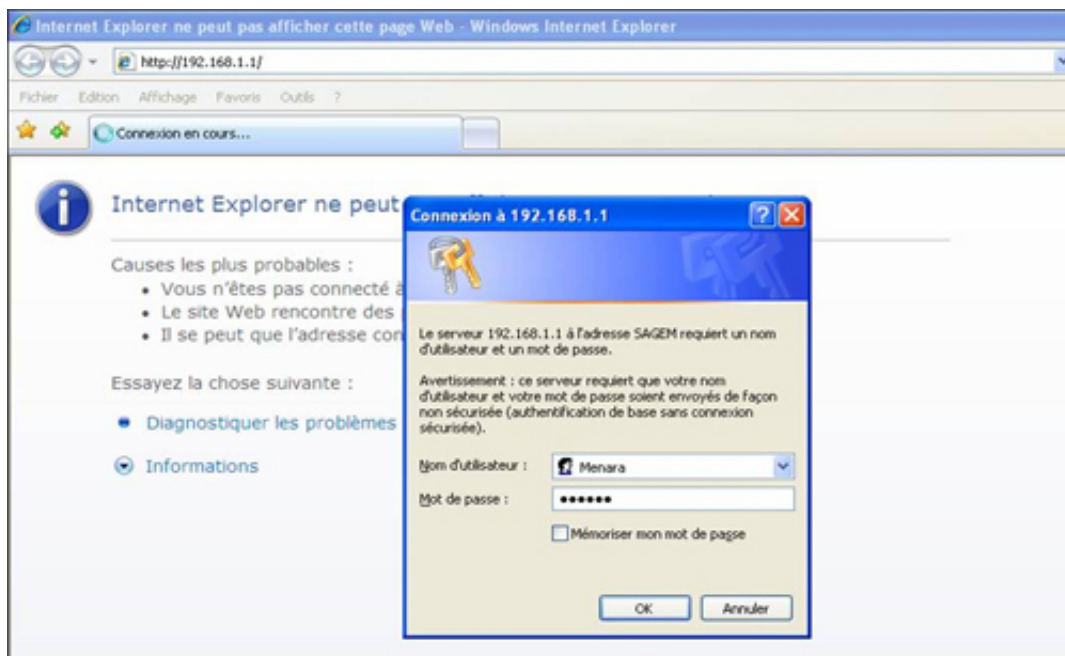 Internet Explorer ne peut pas afficher cette page Web - Windows Internet Explorer
http://192.168.1.1/
Fichier Edition Affichage Favoris Outils ?
Connexion en cours...
Internet Explorer ne peut
Causes les plus probables :
• Vous n'êtes pas connecté à
• Le site Web rencontre des
• Il se peut que l'adresse
Essayez la chose suivante :
• Diagnostiquer les problèmes
Informations
Connexion à 192.168.1.1
Le serveur 192.168.1.1 à l'adresse SAGEM requiert un nom
d'utilisateur et un mot de passe.
Avertissement : ce serveur requiert que votre nom
d'utilisateur et votre mot de passe soient envoyés de façon
non sécurisée (authentification de base sans connexion
sécurisée).
Nom d'utilisateur :
Menara
Mot de passe :
••••••
Mémoriser mon mot de passe
OK
Annuler